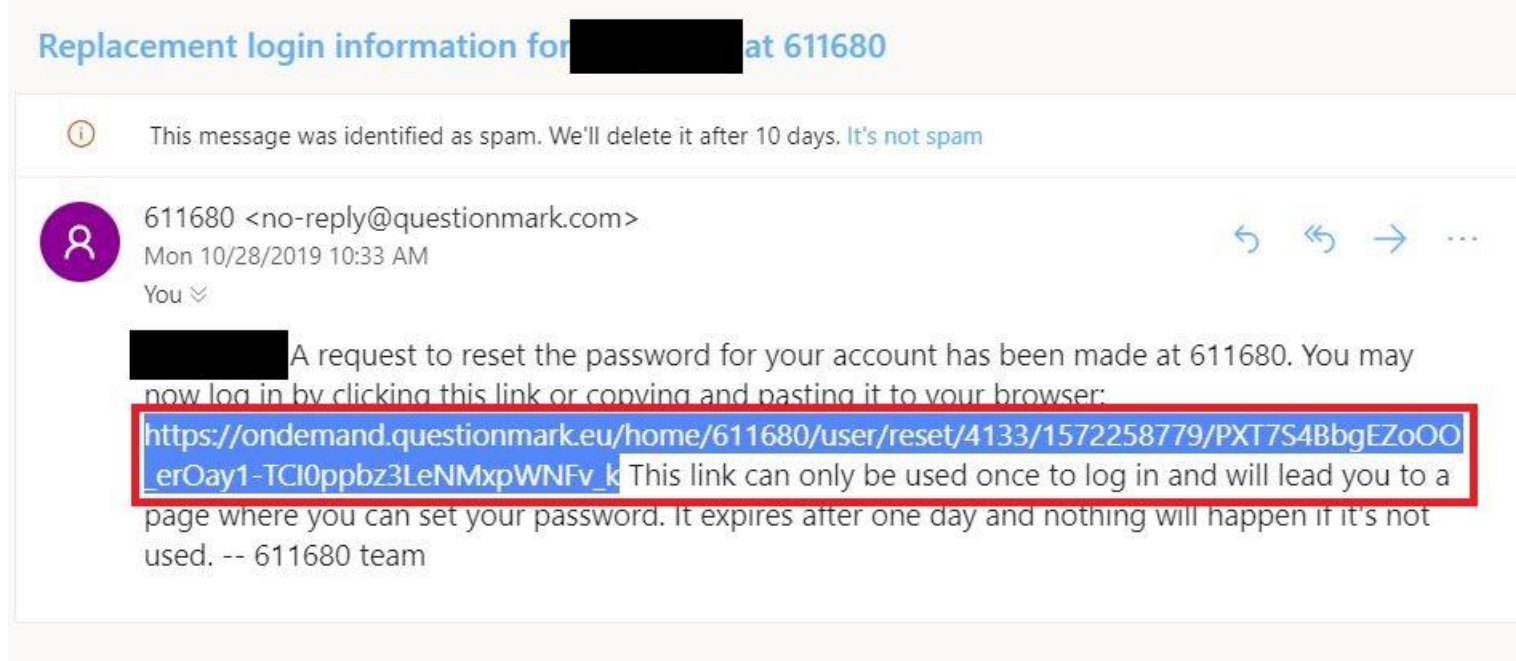 Replacement login information for at 611680
This message was identified as spam. We'll delete it after 10 days. It's not spam
611680 <no-reply@questionmark.com>
Mon 10/28/2019 10:33 AM
You
A request to reset the password for your account has been made at 611680. You may
now log in by clicking this link or copying and pasting it to your browser:
https://ondemand.questionmark.eu/home/611680/user/reset/4133/1572258779/PXT7S4BbgEZoOO
_erOay1-TCI0ppbz3LeNMxpWNFv_k This link can only be used once to log in and will lead you to a
page where you can set your password. It expires after one day and nothing will happen if it's not
used. -- 611680 team